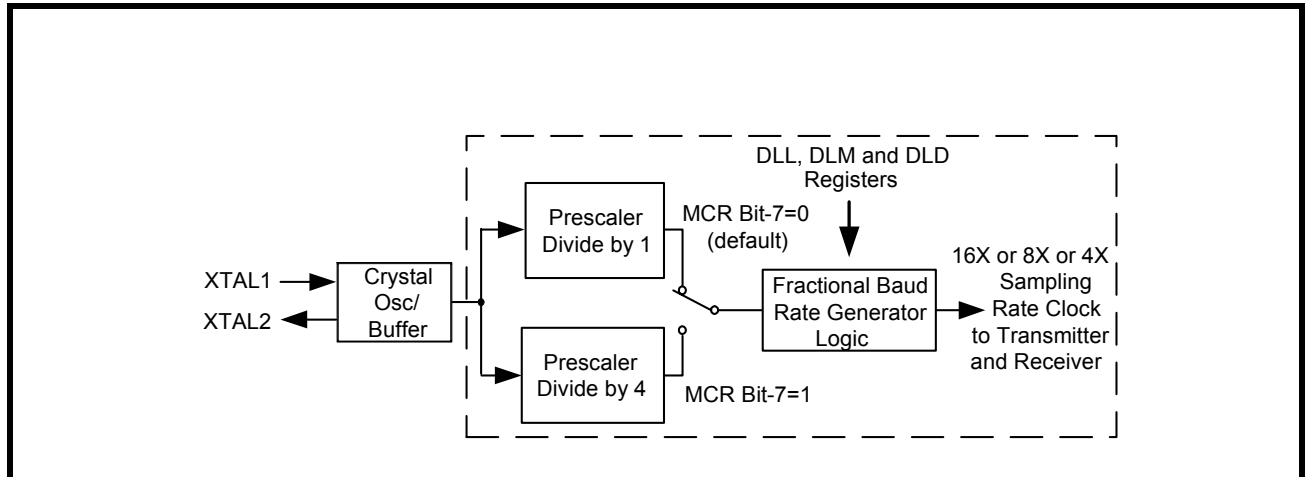 DLL, DLM and DLD
Registers
Prescaler
Divide by 1
MCR Bit-7=0
(default)
XTAL1
XTAL2
Crystal
Osc/
Buffer
Fractional Baud
Rate Generator
Logic
16X or 8X or 4X
Sampling
Rate Clock
to Transmitter
and Receiver
Prescaler
Divide by 4
MCR Bit-7=1